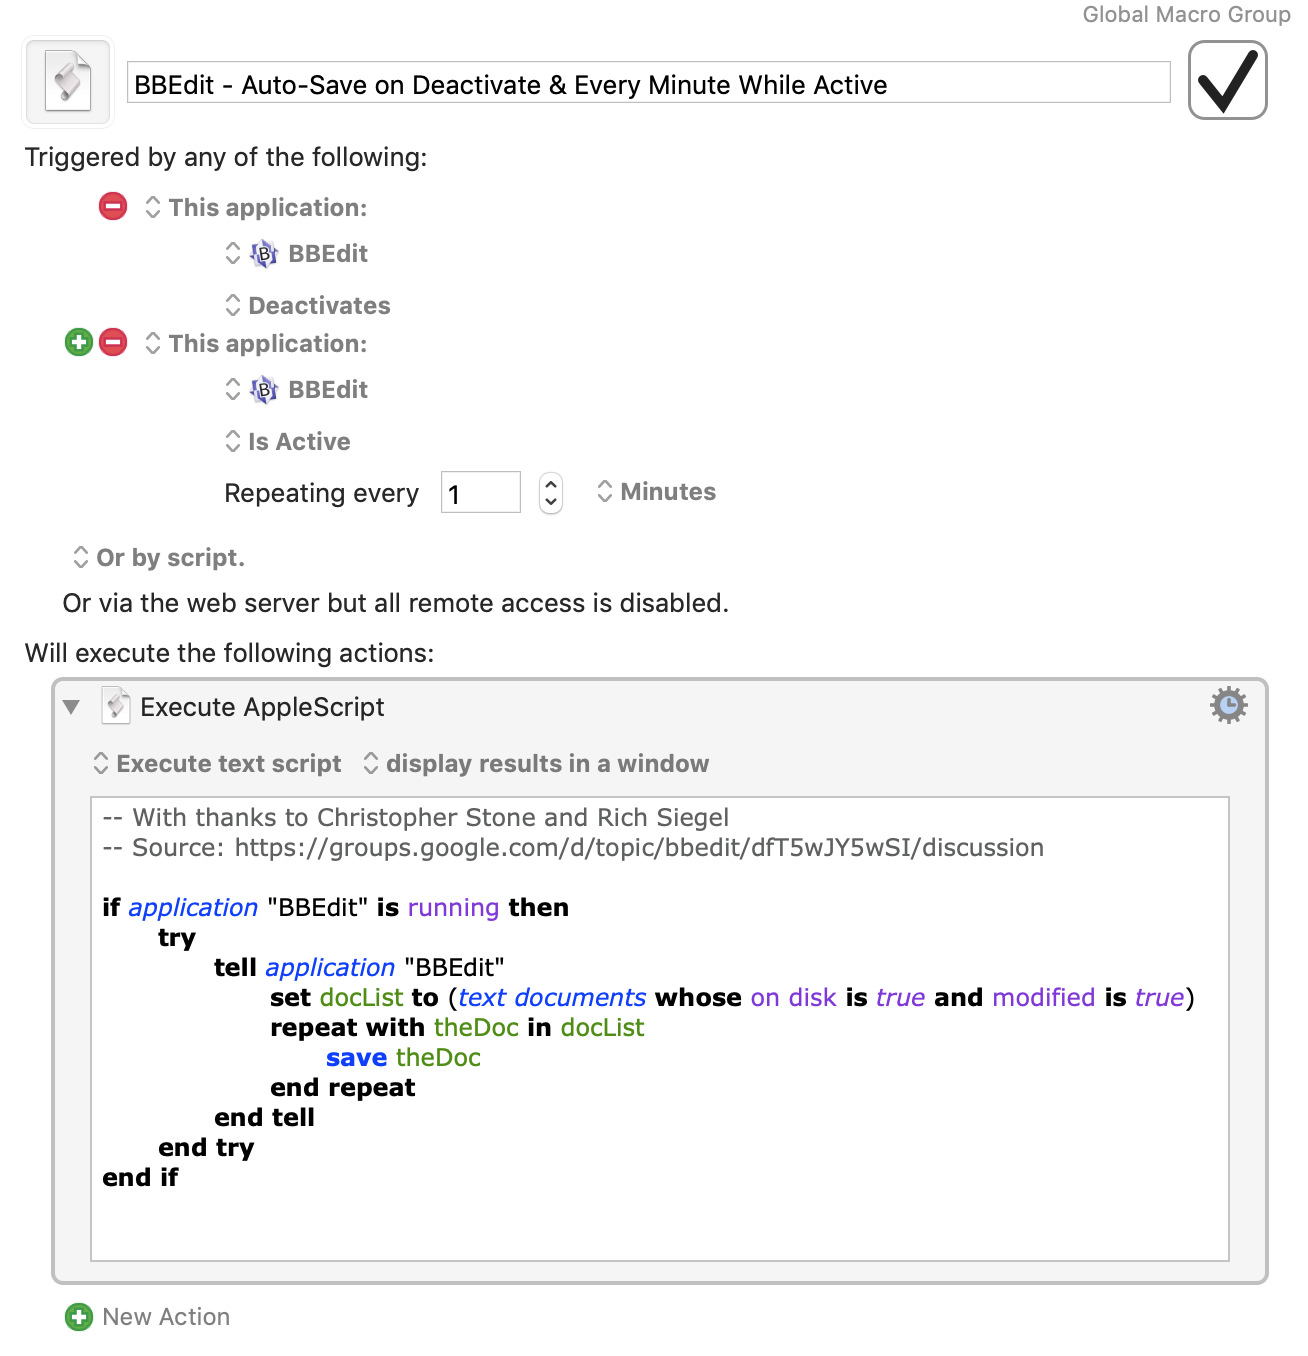 Global Macro Group
BBEdit - Auto-Save on Deactivate & Every Minute While Active
Triggered by any of the following:
This application:
BBEdit
Deactivates
This application:
BBEdit
Is Active
Repeating every 1 Minutes
Or by script.
Or via the web server but all remote access is disabled.
Will execute the following actions:
Execute AppleScript
Execute text script display results in a window
-- With thanks to Christopher Stone and Rich Siegel
-- Source: https://groups.google.com/d/topic/bbedit/dfT5wJY5wSI/discussion
if application "BBEdit" is running then
try
tell application "BBEdit"
set docList to (text documents whose on disk is true and modified is true)
repeat with theDoc in docList
save theDoc
end repeat
end tell
end try
end if
New Action